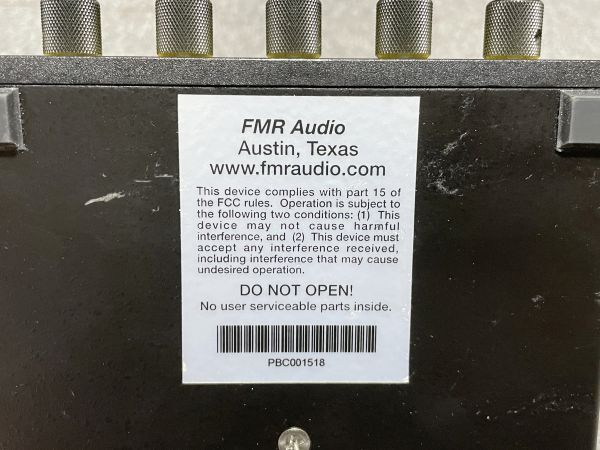 FMR Audio
Austin, Texas
www.fmraudio.com
This device complies with part 15 of
the FCC rules. Operation is subject to
the following two conditions: (1) This
device may not cause harmful
interference, and (2) This device must
accept any interference received,
including interference that may cause
undesired operation.
DO NOT OPEN!
No user serviceable parts inside.
PBC001518